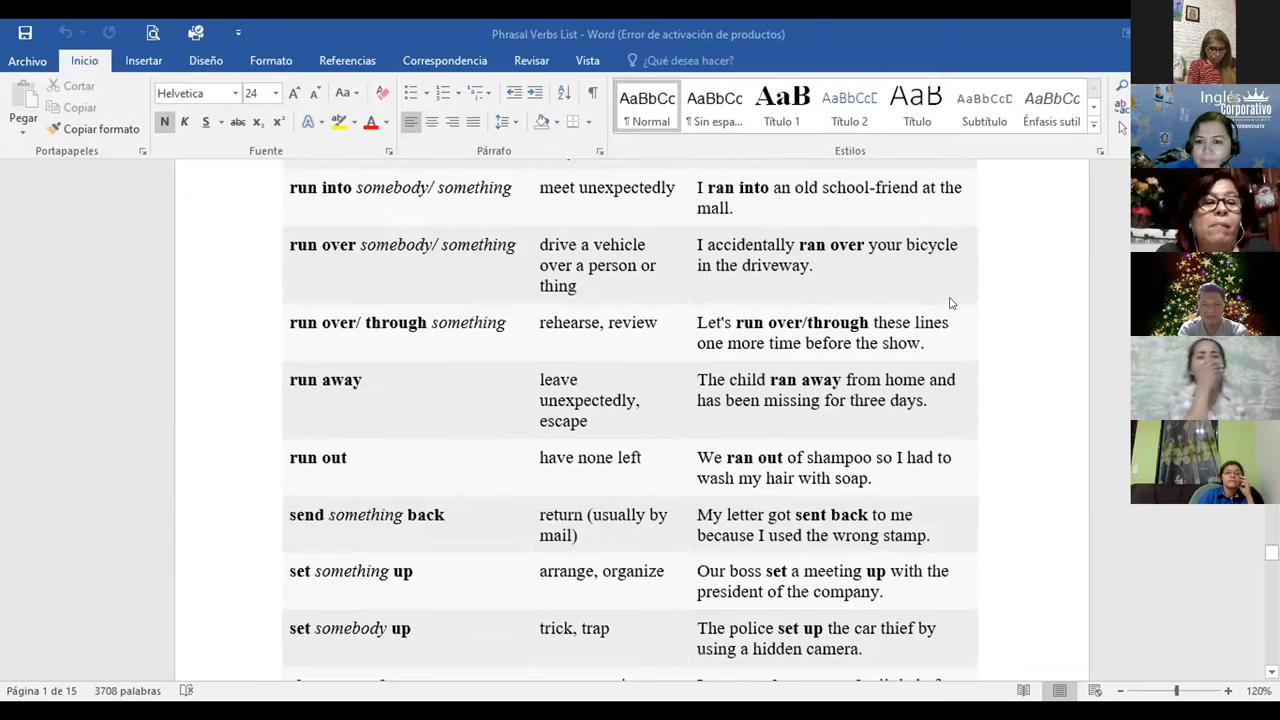 Phrasal Verbs List - Word (Error de activación de productos)
Archivo Inicio Insertar Diseño Formato Referencias Correspondencia Revisar Vista ¿Qué desea hacer?
Pegar
Cortar
Copiar
Copiar formato
Portapapeles
Helvetica 24
N K S abc x₂ x²
Fuente
Párrafo
AaBbCc AaBbCc AaB AaBbCcD AaB AaBbCcD AaBbCc
¶ Normal ¶ Sin espa... Título 1 Título 2 Título Subtítulo Énfasis sutil
Estilos
run into somebody/ something meet unexpectedly I ran into an old school-friend at the
mall.
run over somebody/ something drive a vehicle I accidentally ran over your bicycle
over a person or in the driveway.
thing
run over/ through something rehearse, review Let's run over/through these lines
one more time before the show.
run away leave The child ran away from home and
unexpectedly, has been missing for three days.
escape
run out have none left We ran out of shampoo so I had to
wash my hair with soap.
send something back return (usually by My letter got sent back to me
mail) because I used the wrong stamp.
set something up arrange, organize Our boss set a meeting up with the
president of the company.
set somebody up trick, trap The police set up the car thief by
using a hidden camera.
Página 1 de 15 3708 palabras 120%
Inglés
Corporativo
INTERMEDIATE